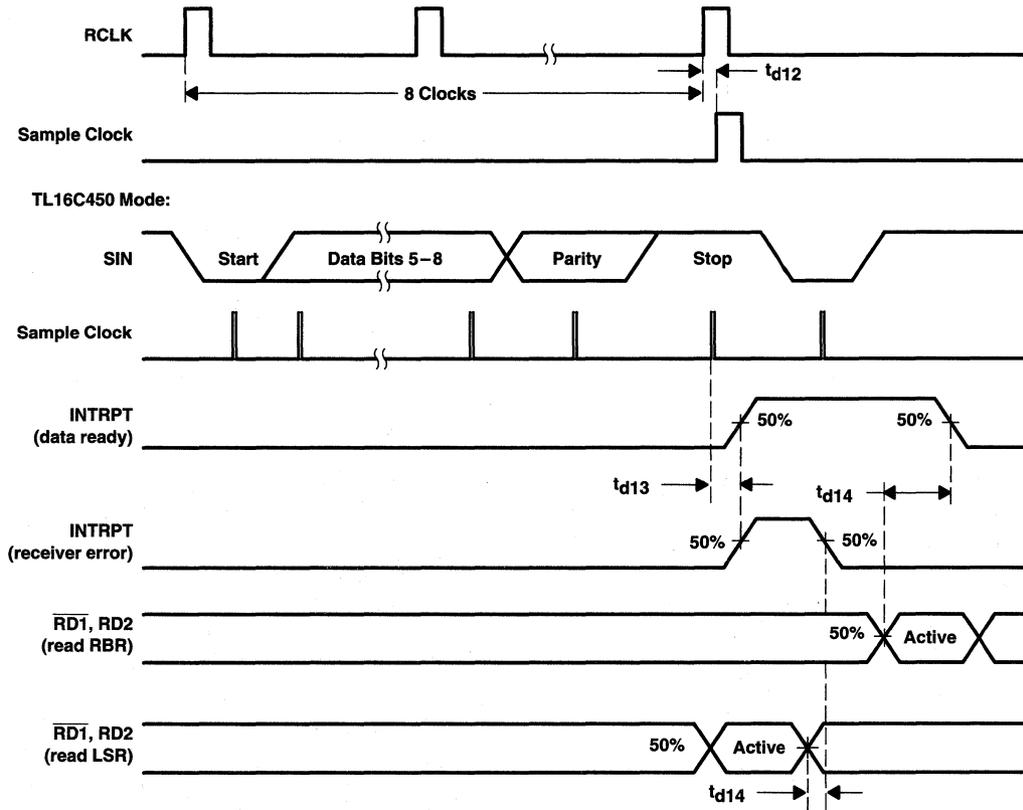 RCLK
td12
8 Clocks
Sample Clock
TL16C450 Mode:
SIN
Start
Data Bits 5–8
Parity
Stop
Sample Clock
INTRPT
(data ready)
50%
50%
td13
td14
INTRPT
(receiver error)
50%
50%
RD1, RD2
(read RBR)
50%
Active
RD1, RD2
(read LSR)
50%
Active
td14